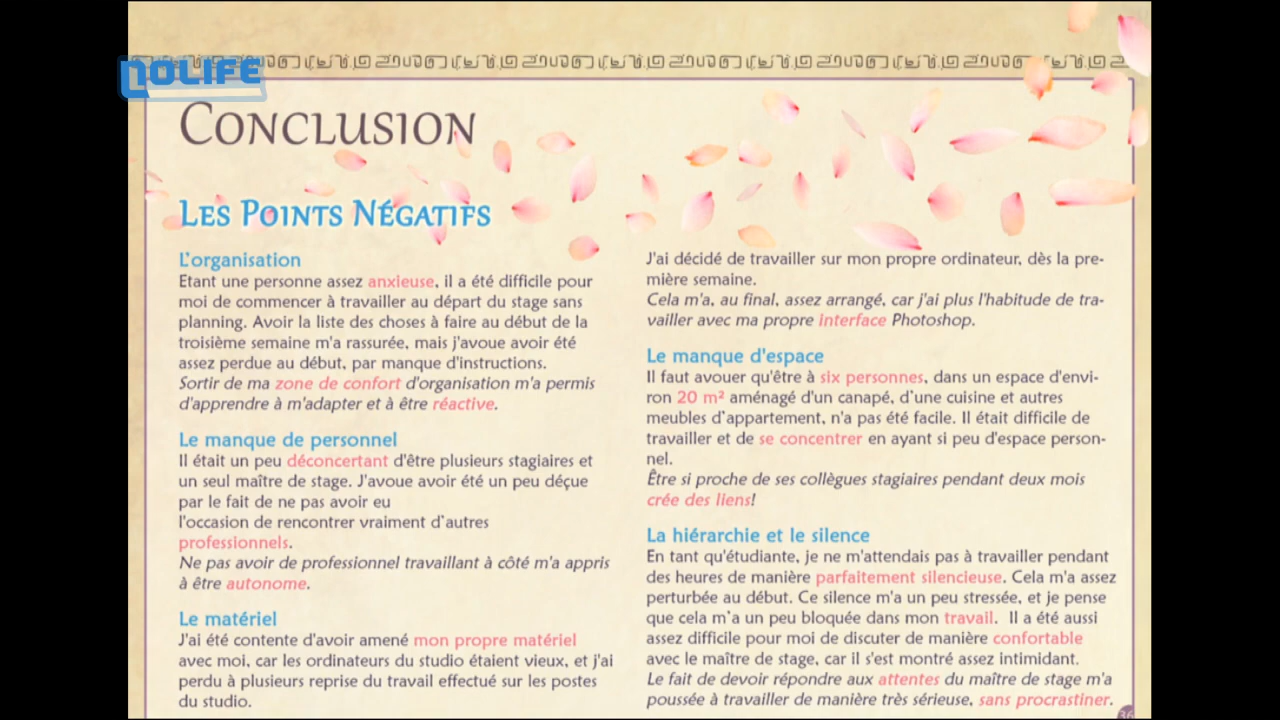 NOLIFE
CONCLUSION
LES POINTS NÉGATIFS
L'organisation
Etant une personne assez anxieuse, il a été difficile pour
moi de commencer à travailler au départ du stage sans
planning. Avoir la liste des choses à faire au début de la
troisième semaine m'a rassurée, mais j'avoue avoir été
assez perdue au début, par manque d'instructions.
Sortir de ma zone de confort d'organisation m'a permis
d'apprendre à m'adapter et à être réactive.
Le manque de personnel
Il était un peu déconcertant d'être plusieurs stagiaires et
un seul maître de stage. J'avoue avoir été un peu déçue
par le fait de ne pas avoir eu
l'occasion de rencontrer vraiment d'autres
professionnels.
Ne pas avoir de professionnel travaillant à côté m'a appris
à être autonome.
Le matériel
J'ai été contente d'avoir amené mon propre matériel
avec moi, car les ordinateurs du studio étaient vieux, et j'ai
perdu à plusieurs reprise du travail effectué sur les postes
du studio.
J'ai décidé de travailler sur mon propre ordinateur, dès la pre-
mière semaine.
Cela m'a, au final, assez arrangé, car j'ai plus l'habitude de tra-
vailler avec ma propre interface Photoshop.
Le manque d'espace
Il faut avouer qu'être à six personnes, dans un espace d'envi-
ron 20 m² aménagé d'un canapé, d'une cuisine et autres
meubles d'appartement, n'a pas été facile. Il était difficile de
travailler et de se concentrer en ayant si peu d'espace person-
nel.
Être si proche de ses collègues stagiaires pendant deux mois
crée des liens!
La hiérarchie et le silence
En tant qu'étudiante, je ne m'attendais pas à travailler pendant
des heures de manière parfaitement silencieuse. Cela m'a assez
perturbée au début. Ce silence m'a un peu stressée, et je pense
que cela m'a un peu bloquée dans mon travail. Il a été aussi
assez difficile pour moi de discuter de manière confortable
avec le maître de stage, car il s'est montré assez intimidant.
Le fait de devoir répondre aux attentes du maître de stage m'a
poussée à travailler de manière très sérieuse, sans procrastiner.
36